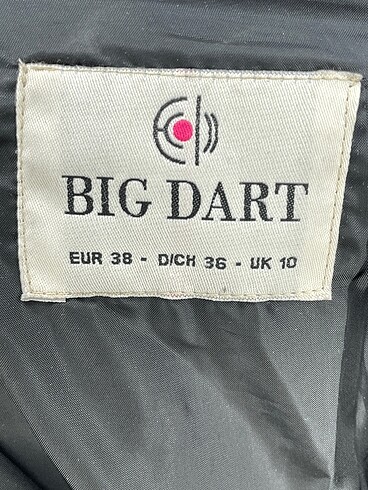 BIG DART
EUR 38 - D/CH 36 - UK 10